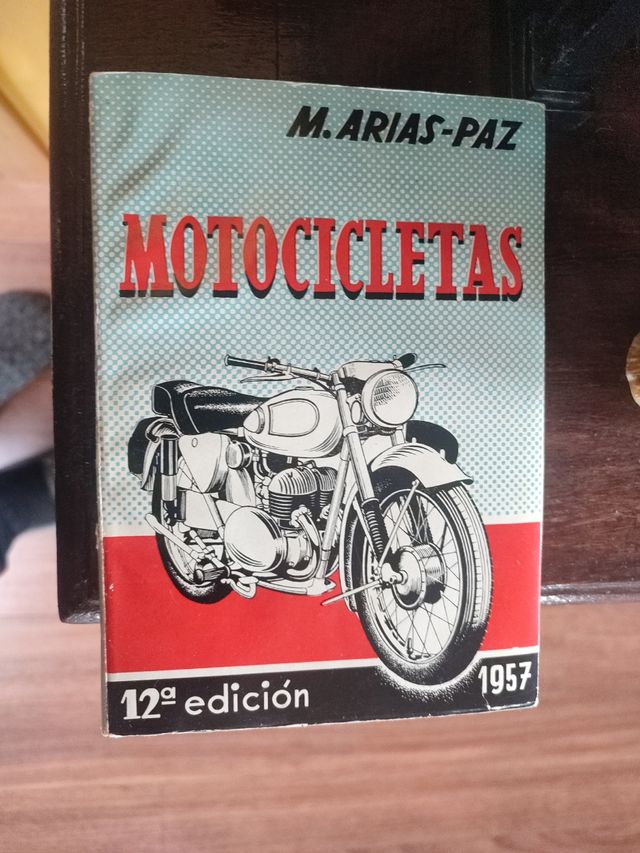 M. ARIAS-PAZ
MOTOCICLETAS
12ª edición
1957